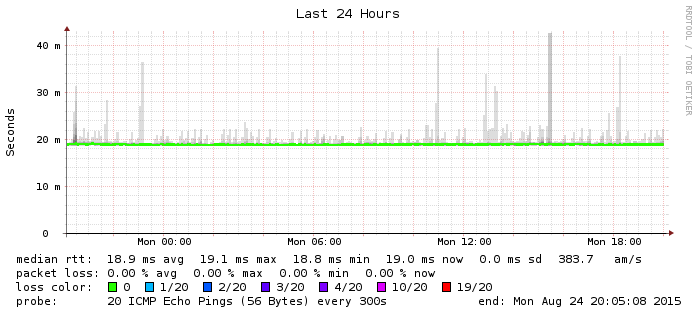 Last 24 Hours
RRDTOOL / TOBI OETIKER
Seconds
40 m
30 m
20 m
10 m
0
Mon 00:00 Mon 06:00 Mon 12:00 Mon 18:00
median rtt: 18.9 ms avg 19.1 ms max 18.8 ms min 19.0 ms now 0.0 ms sd 383.7 am/s
packet loss: 0.00 % avg 0.00 % max 0.00 % min 0.00 % now
loss color: 0 1/20 2/20 3/20 4/20 10/20 19/20
probe: 20 ICMP Echo Pings (56 Bytes) every 300s end: Mon Aug 24 20:05:08 2015